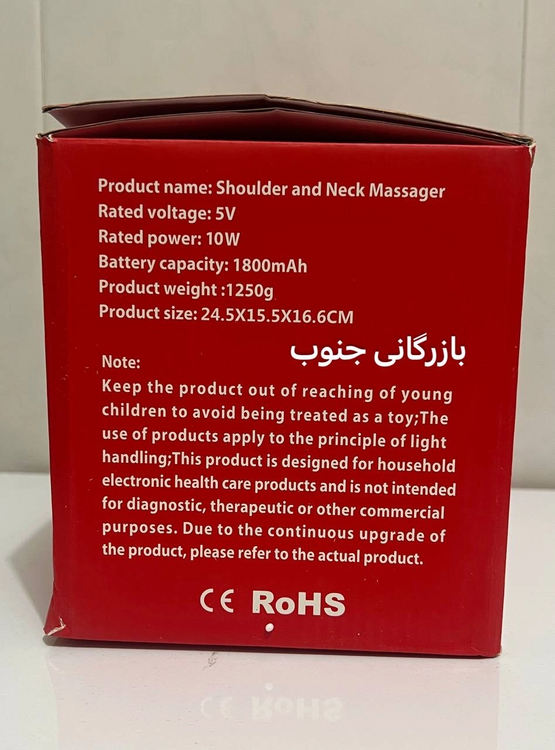 Product name: Shoulder and Neck Massager
Rated voltage: 5V
Rated power: 10W
Battery capacity: 1800mAh
Product weight :1250g
Product size: 24.5X15.5X16.6CM
بازرگانی جنوب
Note:
Keep the product out of reaching of young
children to avoid being treated as a toy;The
use of products apply to the principle of light
handling;This product is designed for household
electronic health care products and is not intended
for diagnostic, therapeutic or other commercial
purposes. Due to the continuous upgrade of
the product, please refer to the actual product.
CE RoHS